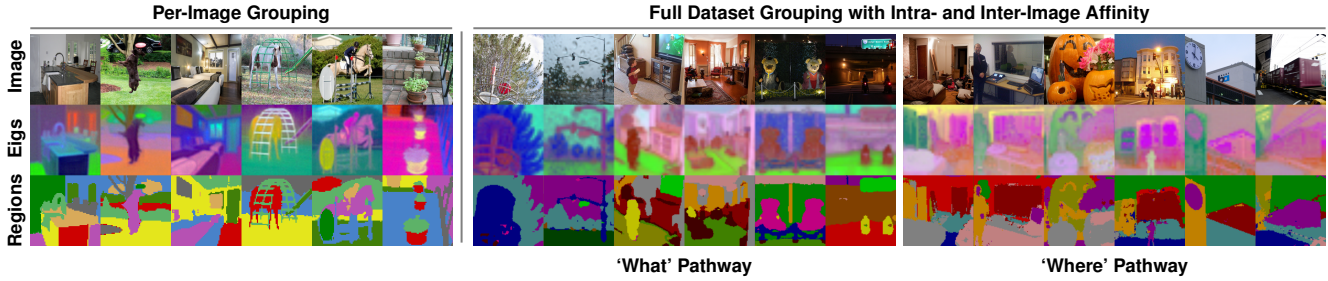 Per-Image Grouping
Full Dataset Grouping with Intra- and Inter-Image Affinity
Image
Eigs
Regions
‘What’ Pathway
‘Where’ Pathway